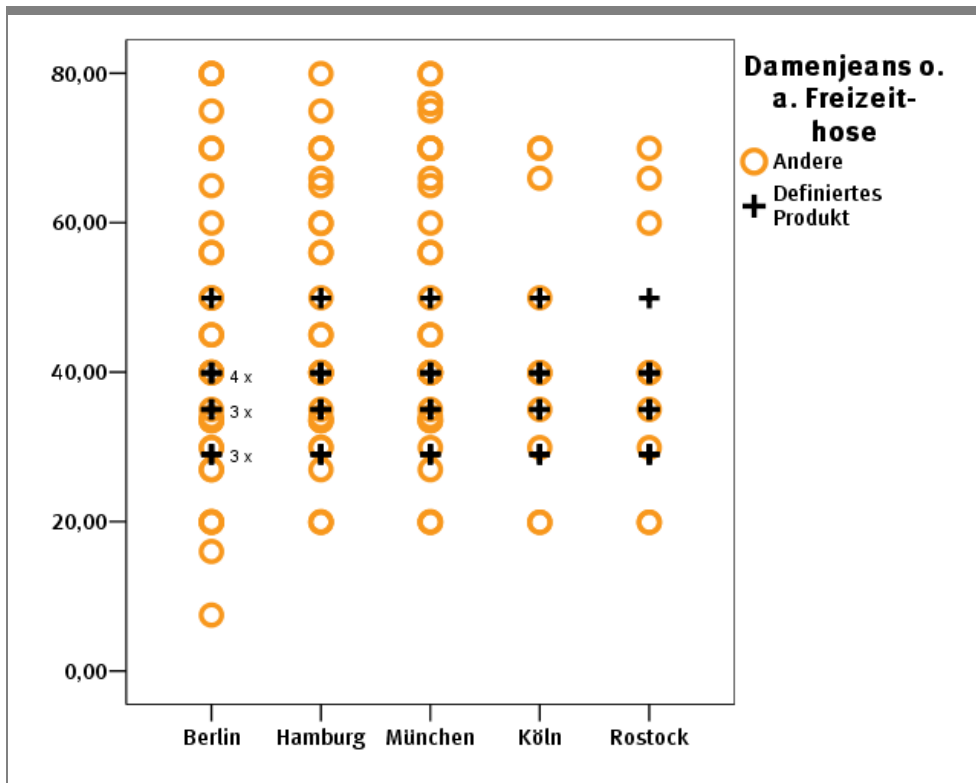 80,00
60,00
40,00
20,00
0,00
4 x
3 x
3 x
Berlin
Hamburg
München
Köln
Rostock
Damenjeans o.
a. Freizeit-
hose
Andere
Definiertes
Produkt